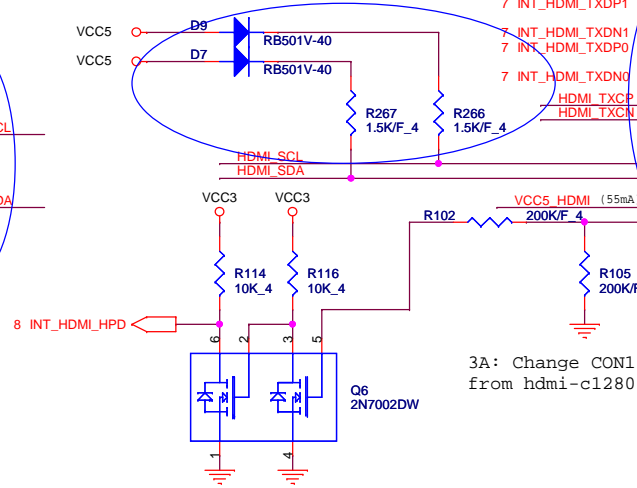 7 INT_HDMI_TXDP1
VCC5 D9 RB501V-40
7 INT_HDMI_TXDN1
7 INT_HDMI_TXDP0
VCC5 D7 RB501V-40
7 INT_HDMI_TXDN0
HDMI_TXCP
HDMI_TXCN
R267 1.5K/F_4
R266 1.5K/F_4
CL
HDMI_SCL
HDMI_SDA
DA
VCC3
VCC3
VCC5_HDMI (55mA
R102 200K/F_4
R114 10K_4
R116 10K_4
R105 200K/F
8 INT_HDMI_HPD
6 2 3 5
3A: Change CON1
from hdmi-c1280
Q6
2N7002DW
1 4